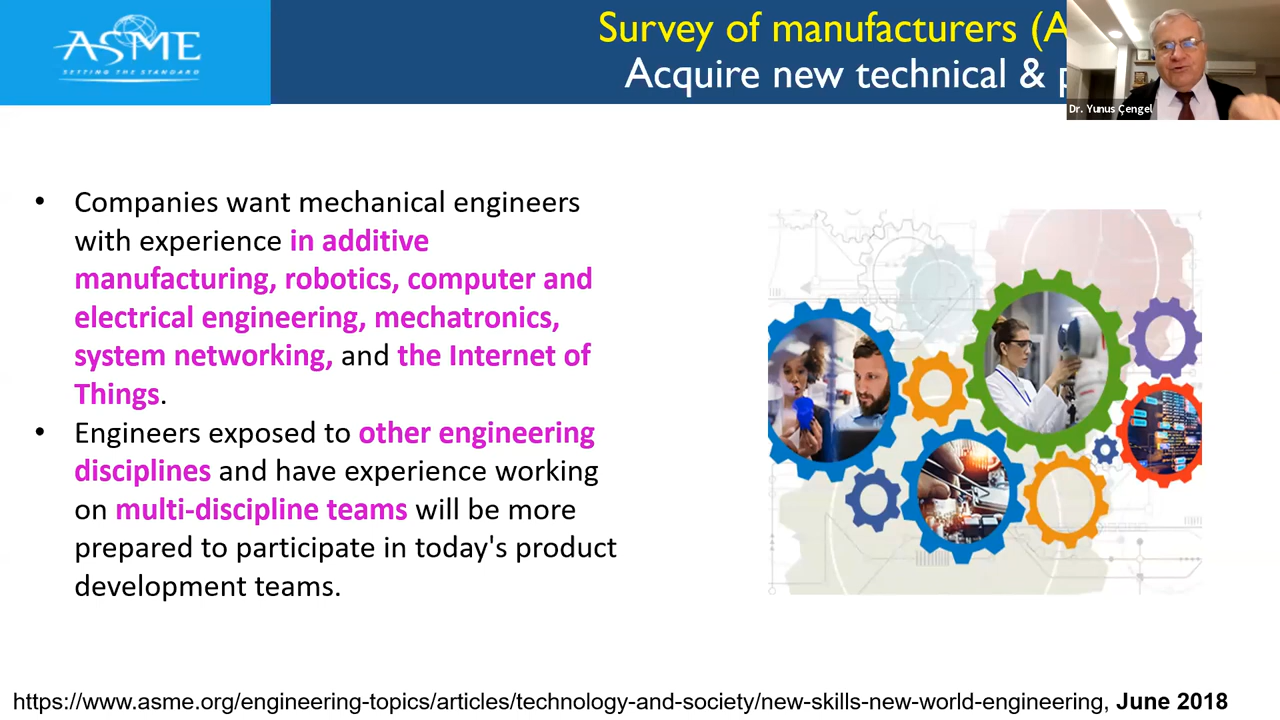 ASME
SETTING THE STANDARD
Survey of manufacturers (A
Acquire new technical &
Dr. Yunus Çengel
• Companies want mechanical engineers
with experience in additive
manufacturing, robotics, computer and
electrical engineering, mechatronics,
system networking, and the Internet of
Things.
• Engineers exposed to other engineering
disciplines and have experience working
on multi-discipline teams will be more
prepared to participate in today's product
development teams.
https://www.asme.org/engineering-topics/articles/technology-and-society/new-skills-new-world-engineering, June 2018